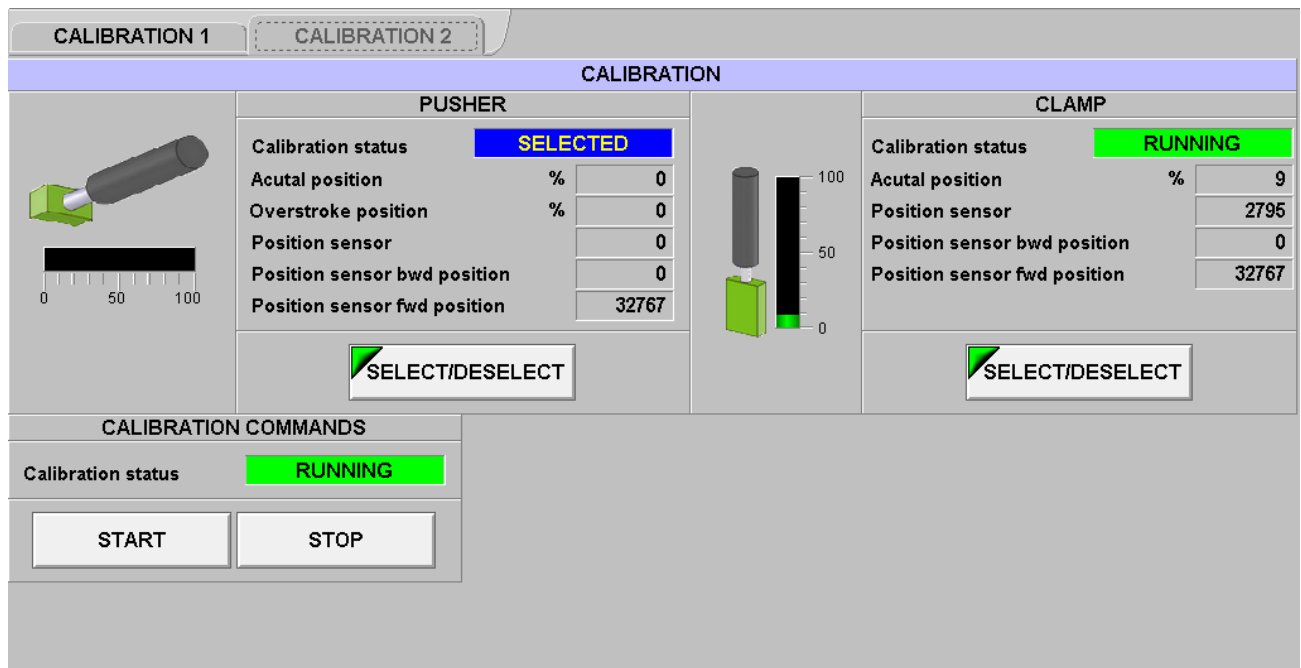 CALIBRATION 1
CALIBRATION 2
CALIBRATION
PUSHER
Calibration status SELECTED
Acutal position % 0
Overstroke position % 0
Position sensor 0
Position sensor bwd position 0
Position sensor fwd position 32767
SELECT/DESELECT
0 50 100
CLAMP
Calibration status RUNNING
Acutal position % 9
Position sensor 2795
Position sensor bwd position 0
Position sensor fwd position 32767
SELECT/DESELECT
100
50
0
CALIBRATION COMMANDS
Calibration status RUNNING
START STOP